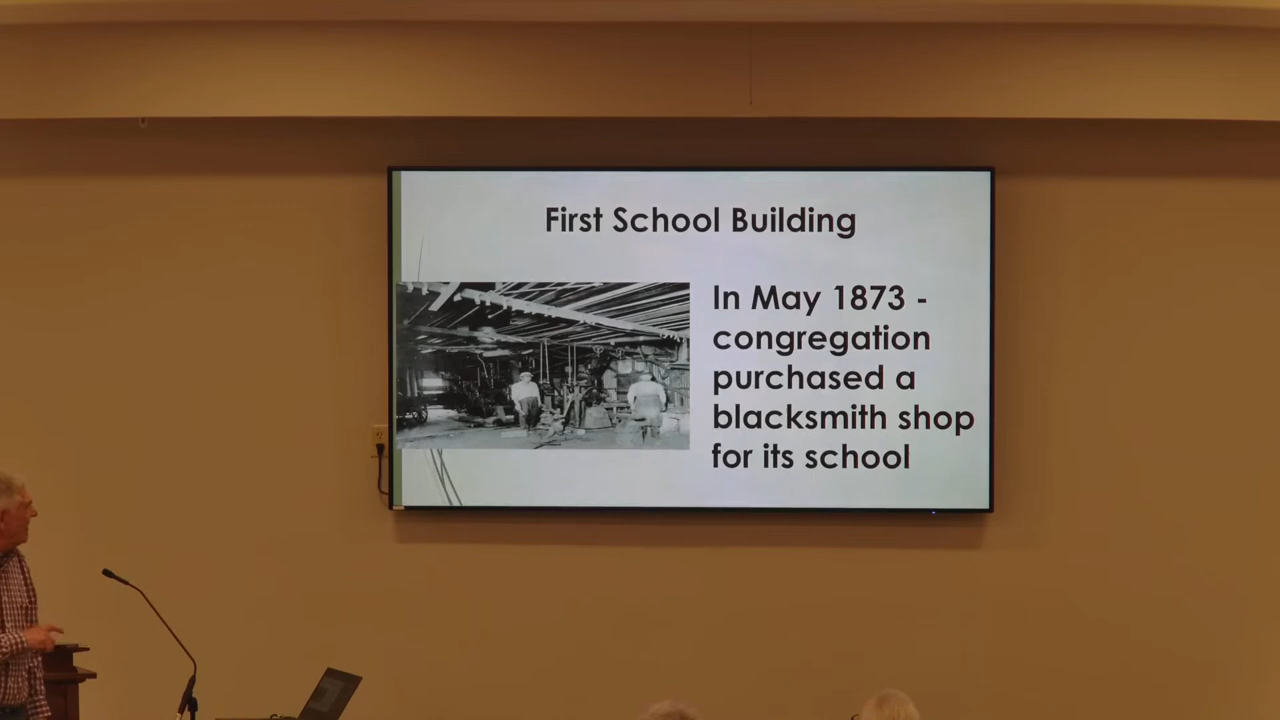 First School Building
In May 1873 -
congregation
purchased a
blacksmith shop
for its school